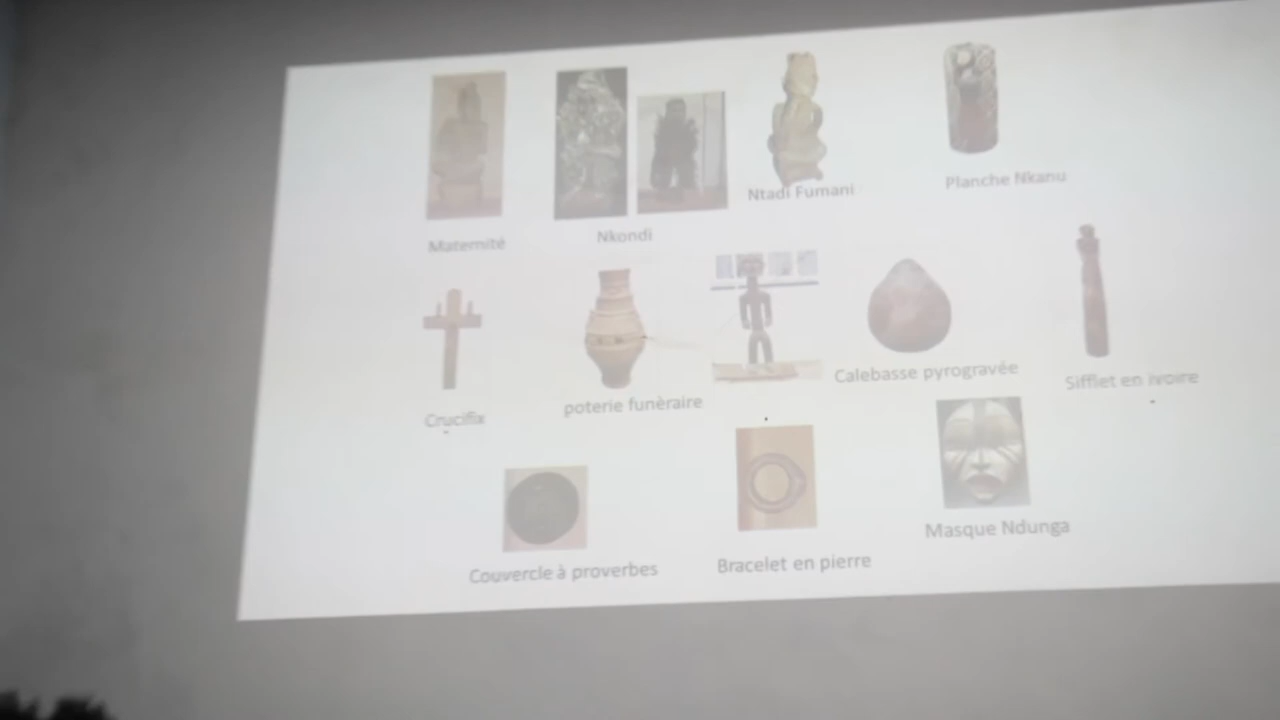 Maternité
Nkondi
Ntadi Fumani
Planche Nkanu
Crucifix
poterie funèraire
Calebasse pyrogravée
Sifflet en ivoire
Couvercle à proverbes
Bracelet en pierre
Masque Ndunga